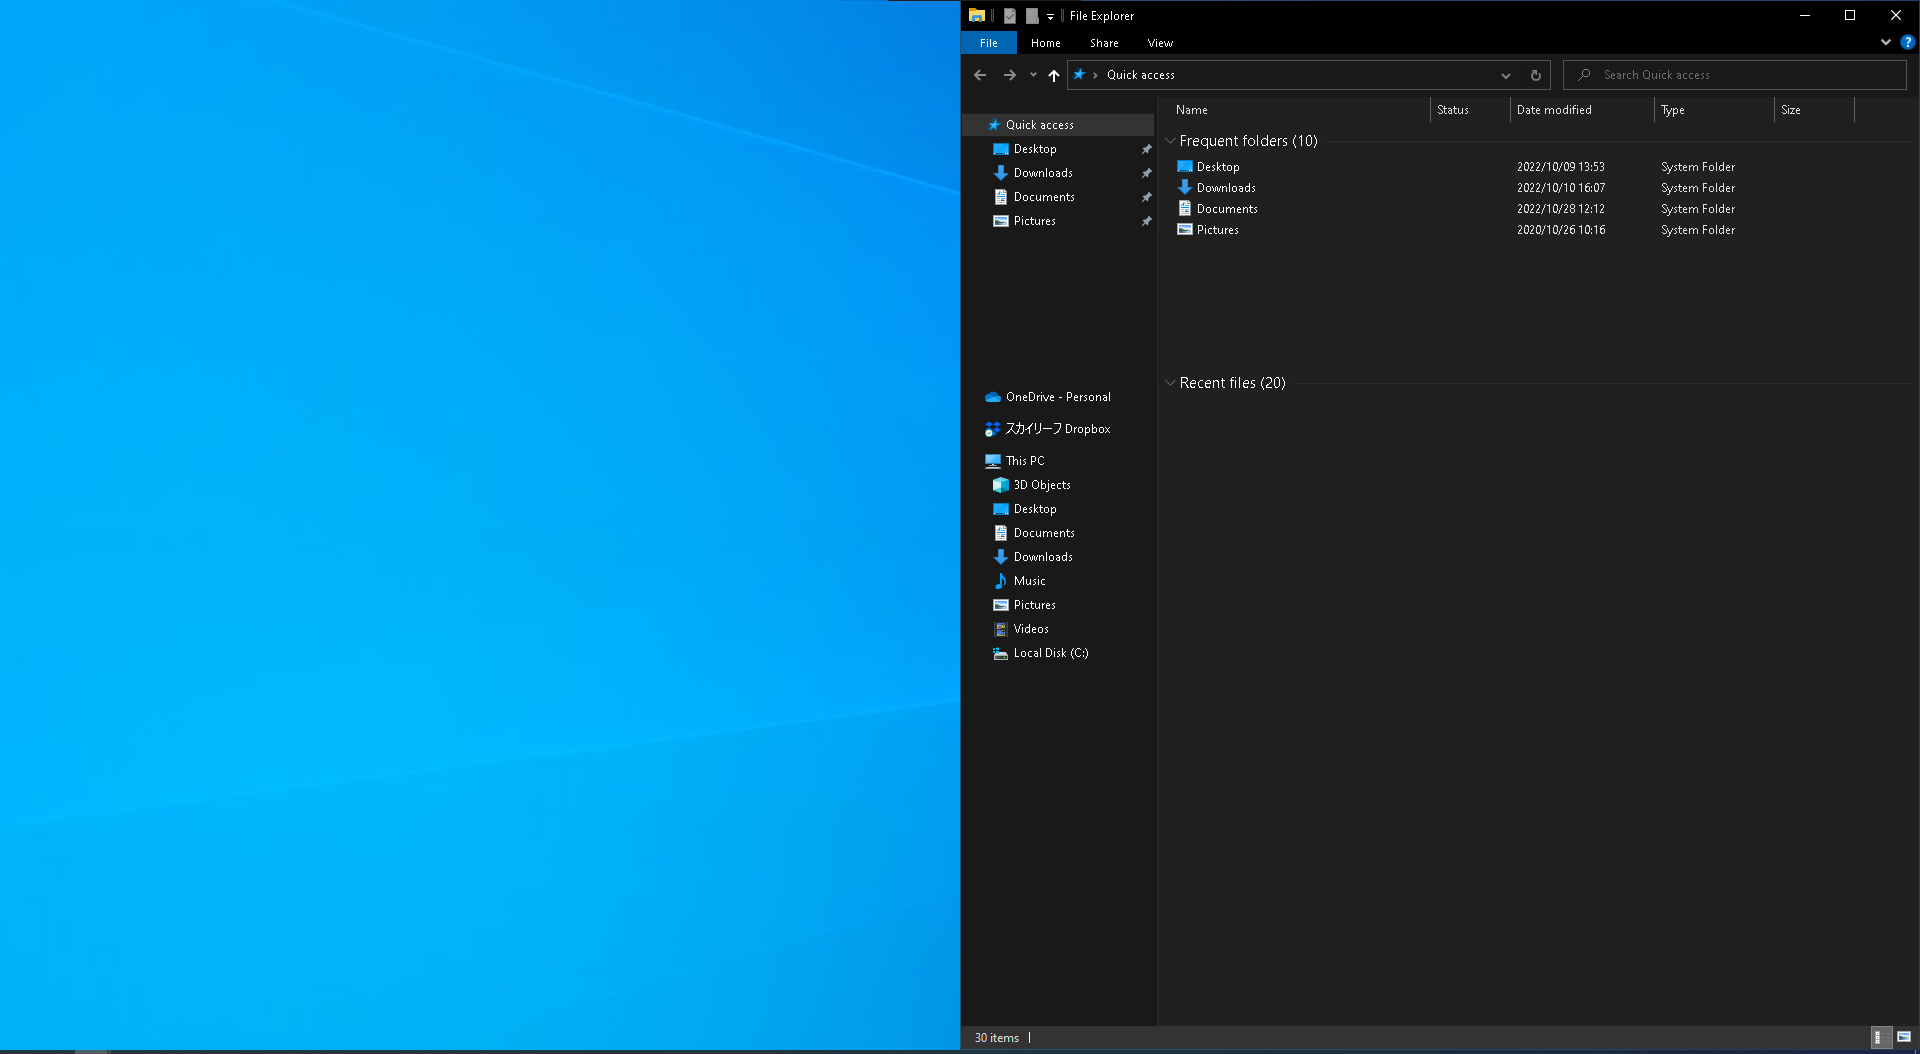 File Explorer
File Home Share View
Quick access Search Quick access
Name Status Date modified Type Size
Quick access
Desktop
Downloads
Documents
Pictures
OneDrive - Personal
スカイリーフ Dropbox
This PC
3D Objects
Desktop
Documents
Downloads
Music
Pictures
Videos
Local Disk (C:)
Frequent folders (10)
Desktop 2022/10/09 13:53 System Folder
Downloads 2022/10/10 16:07 System Folder
Documents 2022/10/28 12:12 System Folder
Pictures 2020/10/26 10:16 System Folder
Recent files (20)
30 items